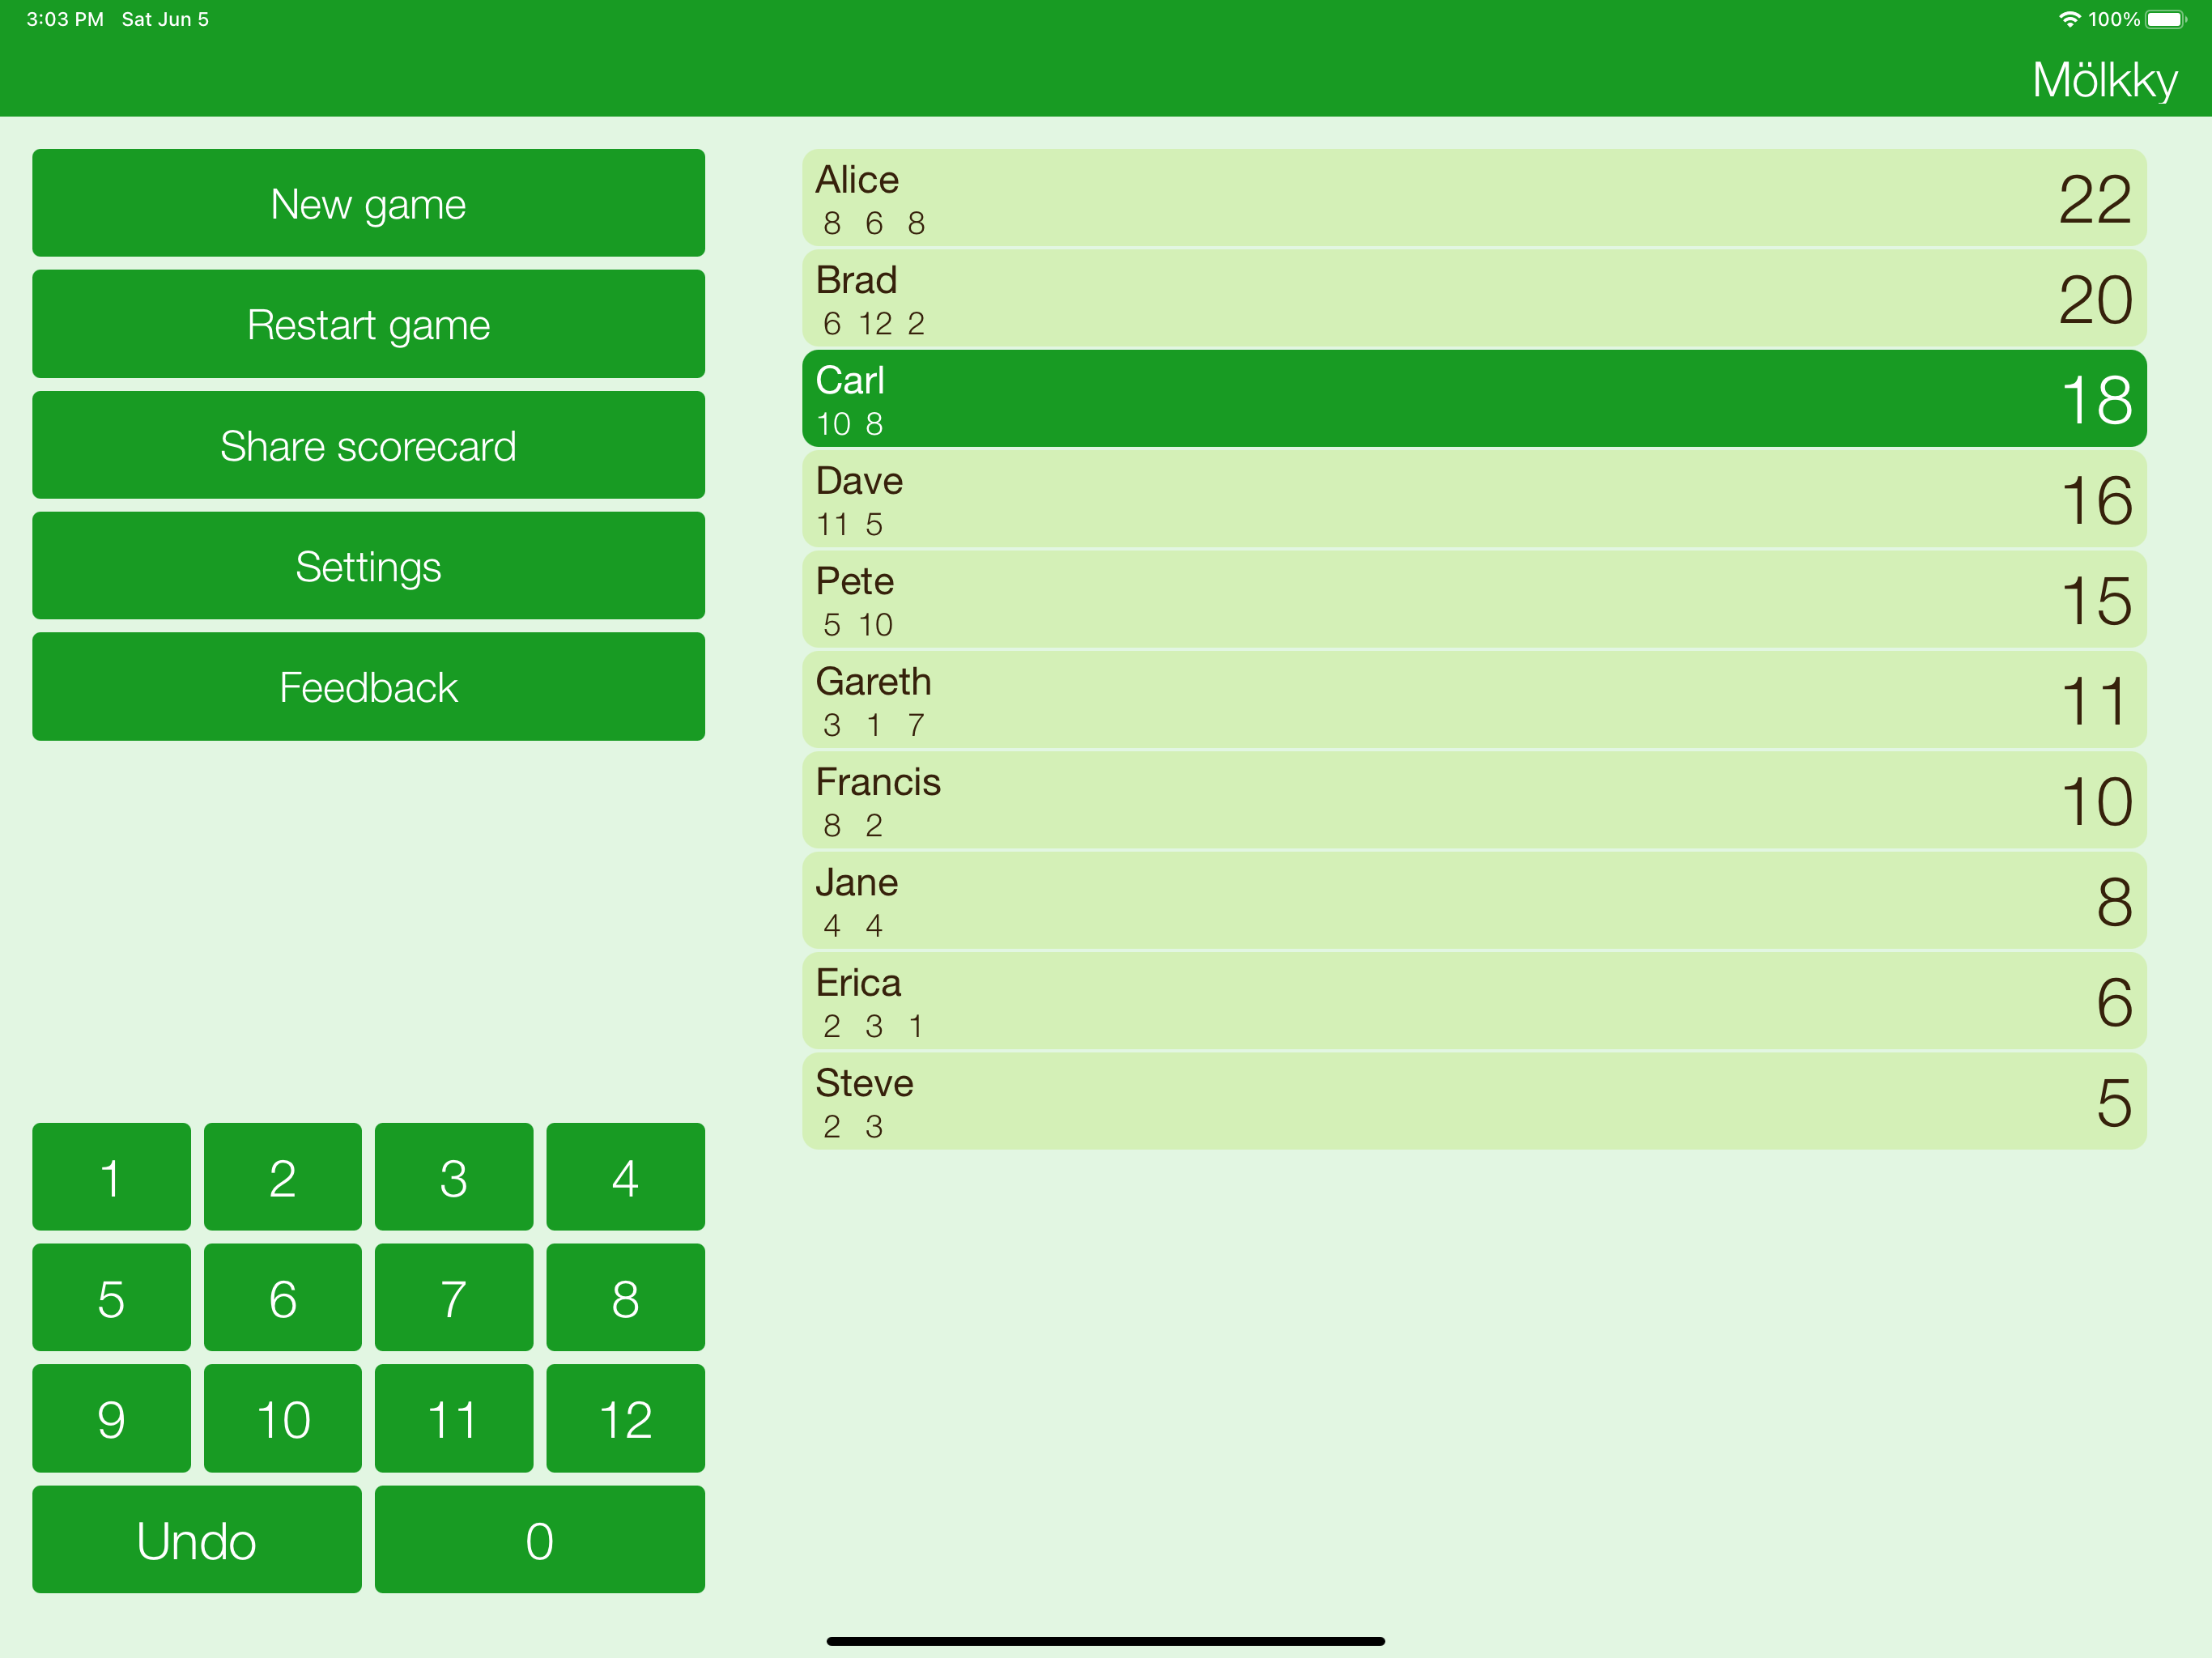 3:03 PM Sat Jun 5
100%
Mölkky
New game
Restart game
Share scorecard
Settings
Feedback
1 2 3 4
5 6 7 8
9 10 11 12
Undo 0
Alice
8 6 8
22
Brad
6 12 2
20
Carl
10 8
18
Dave
11 5
16
Pete
5 10
15
Gareth
3 1 7
11
Francis
8 2
10
Jane
4 4
8
Erica
2 3 1
6
Steve
2 3
5